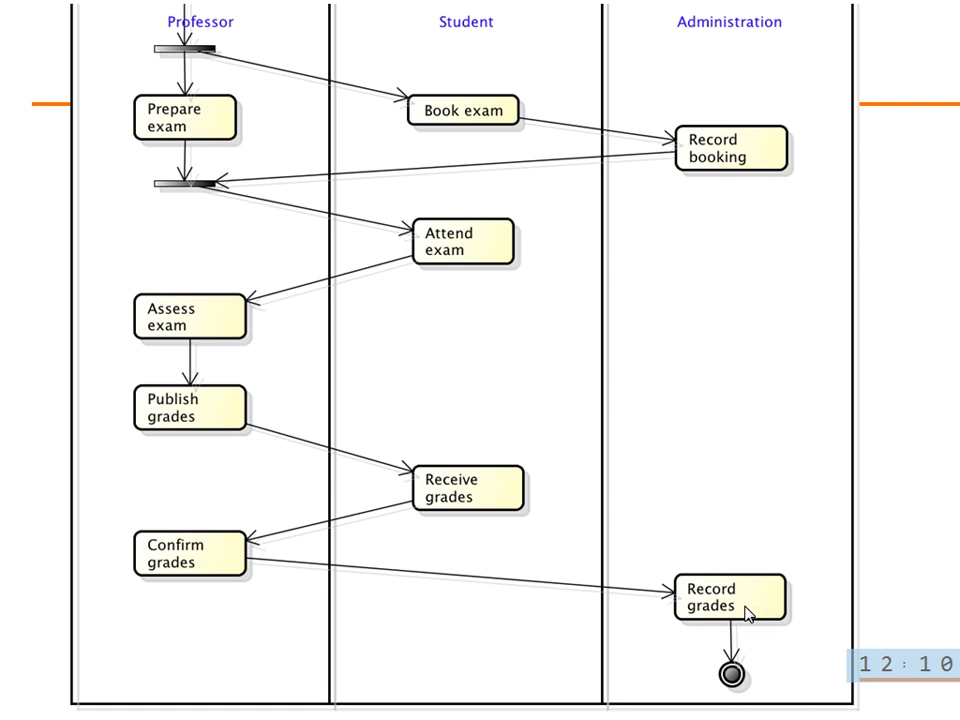 Professor
Student
Administration
Prepare
exam
Book exam
Record
booking
Attend
exam
Assess
exam
Publish
grades
Receive
grades
Confirm
grades
Record
grades
12:10